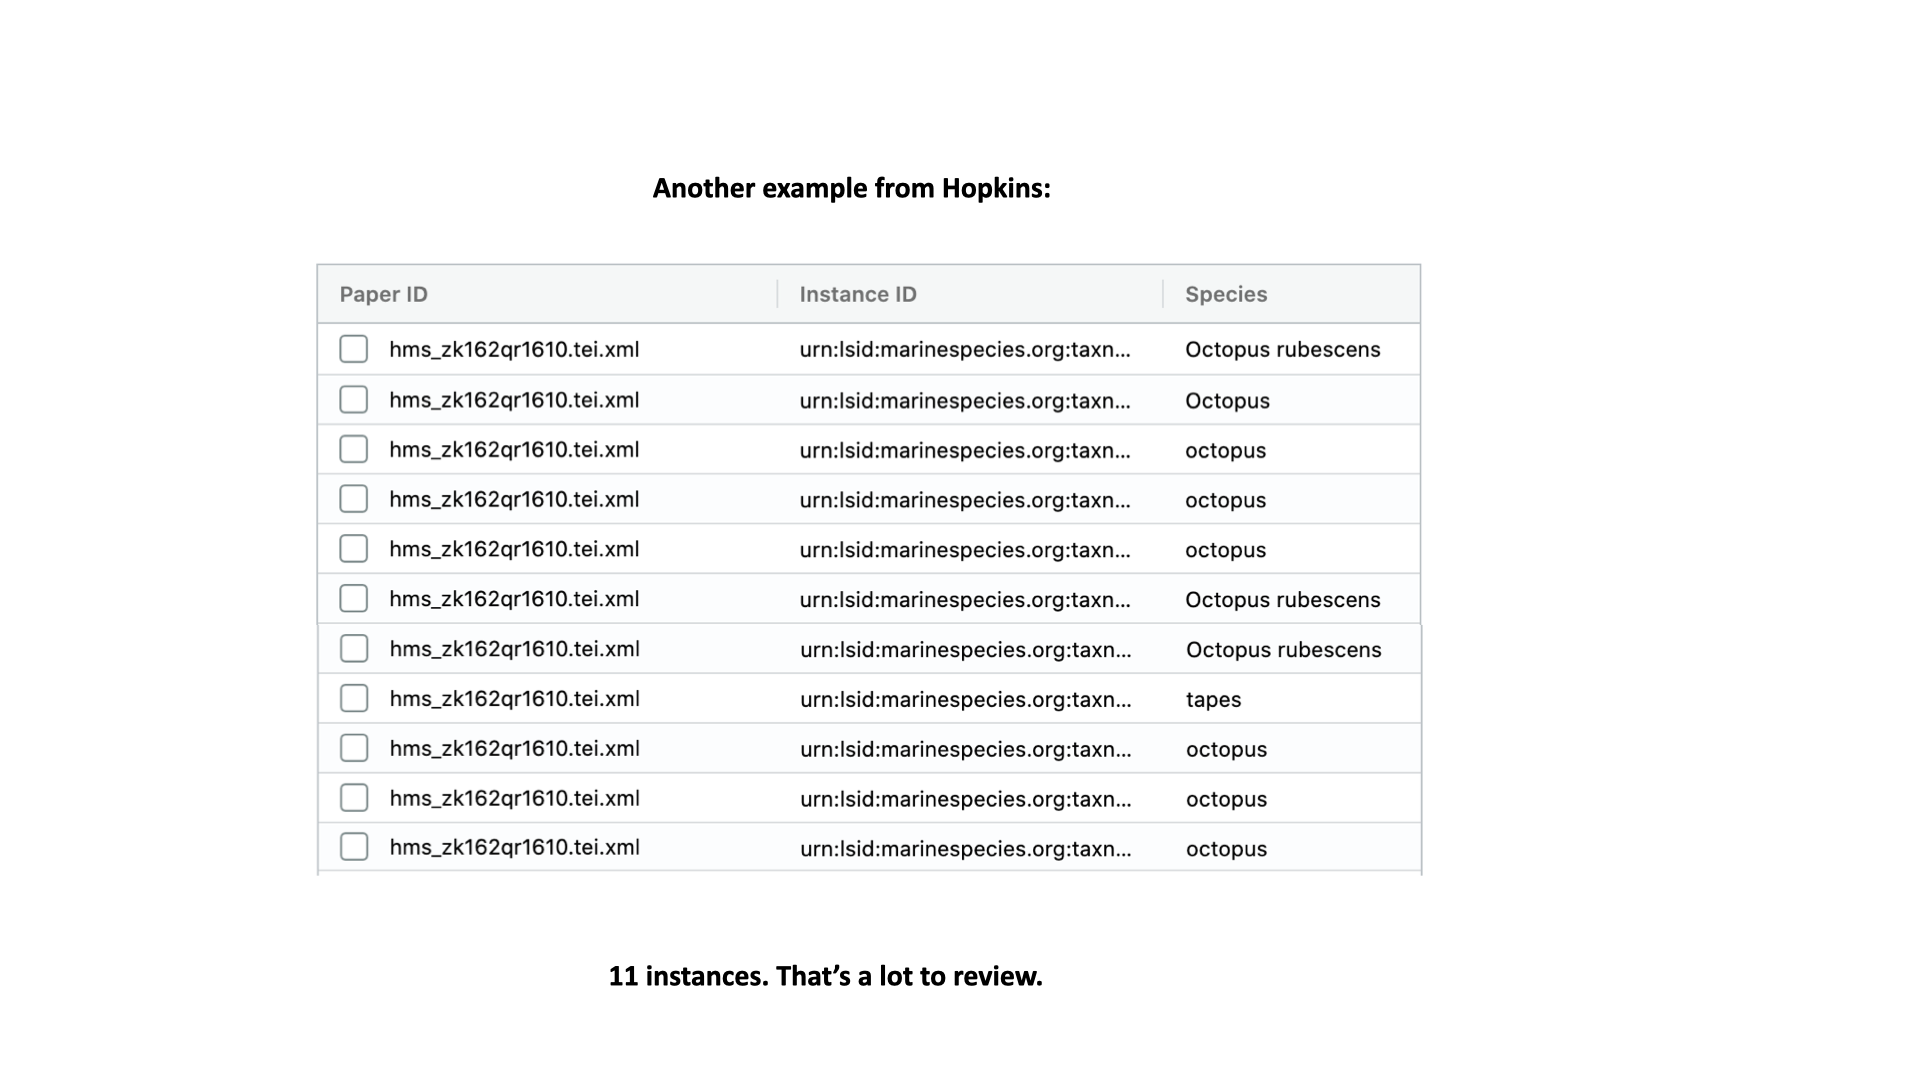 Another example from Hopkins:
Paper ID Instance ID Species
hms_zk162qr1610.tei.xml urn:lsid:marinespecies.org:taxn... Octopus rubescens
hms_zk162qr1610.tei.xml urn:lsid:marinespecies.org:taxn... Octopus
hms_zk162qr1610.tei.xml urn:lsid:marinespecies.org:taxn... octopus
hms_zk162qr1610.tei.xml urn:lsid:marinespecies.org:taxn... octopus
hms_zk162qr1610.tei.xml urn:lsid:marinespecies.org:taxn... octopus
hms_zk162qr1610.tei.xml urn:lsid:marinespecies.org:taxn... Octopus rubescens
hms_zk162qr1610.tei.xml urn:lsid:marinespecies.org:taxn... Octopus rubescens
hms_zk162qr1610.tei.xml urn:lsid:marinespecies.org:taxn... tapes
hms_zk162qr1610.tei.xml urn:lsid:marinespecies.org:taxn... octopus
hms_zk162qr1610.tei.xml urn:lsid:marinespecies.org:taxn... octopus
hms_zk162qr1610.tei.xml urn:lsid:marinespecies.org:taxn... octopus
11 instances. That’s a lot to review.